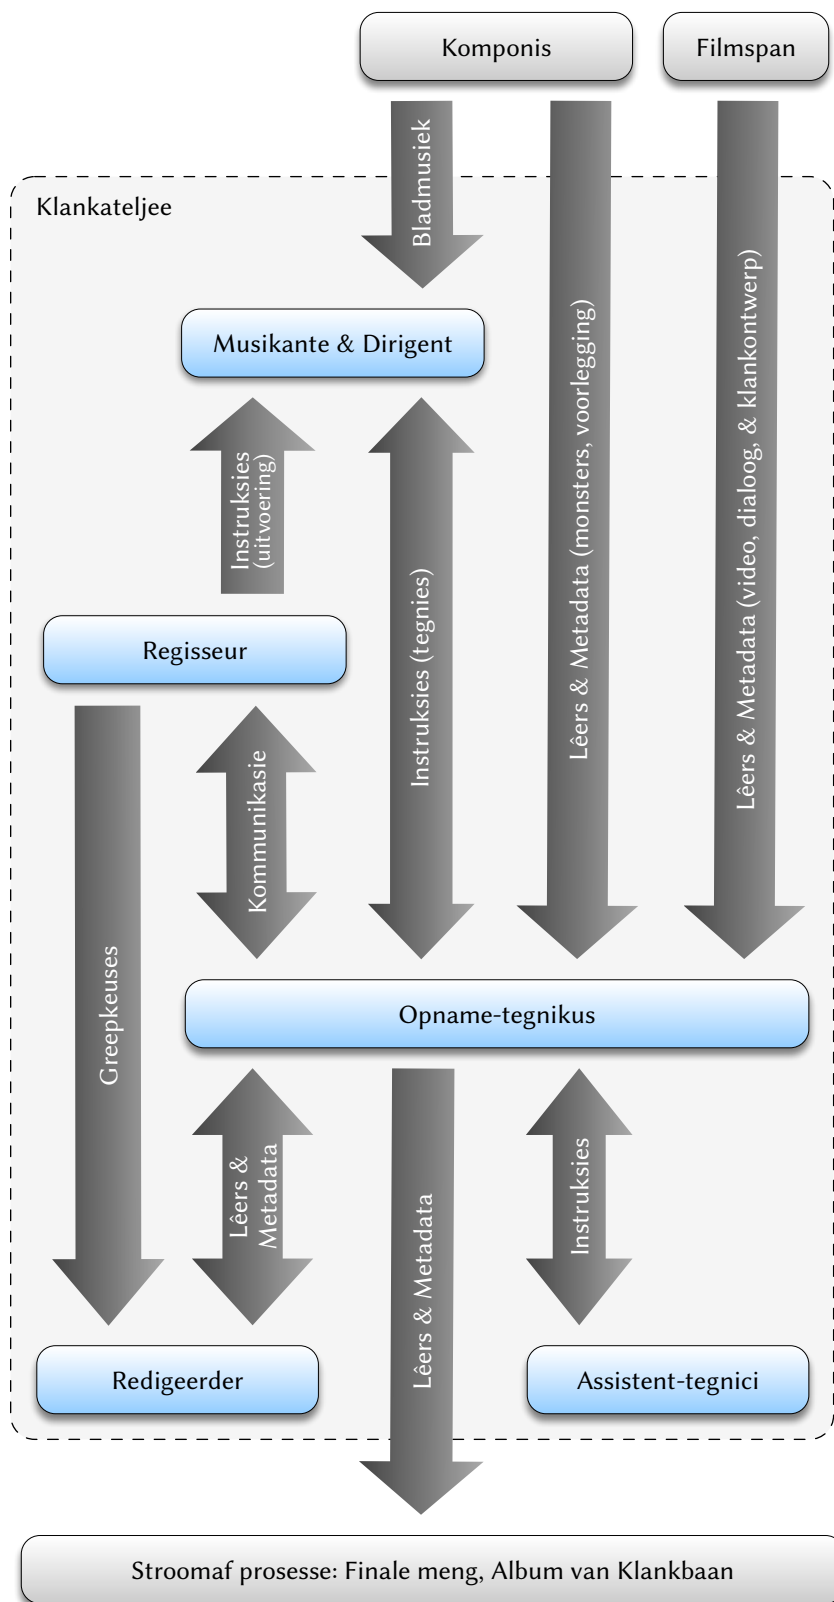 Komponis
Filmspan
Bladmusiek
Klankateljee
Lêers & Metadata (monsters, voorlegging)
Lêers & Metadata (video, dialoog, & klankontwerp)
Musikante & Dirigent
Instruksies
(uitvoering)
Instruksies (tegnies)
Regisseur
Kommunikasie
Greepkeuses
Opname-tegnikus
Lêers &
Metadata
Lêers & Metadata
Instruksies
Redigeerder
Assistent-tegnici
Stroomaf prosesse: Finale meng, Album van Klankbaan